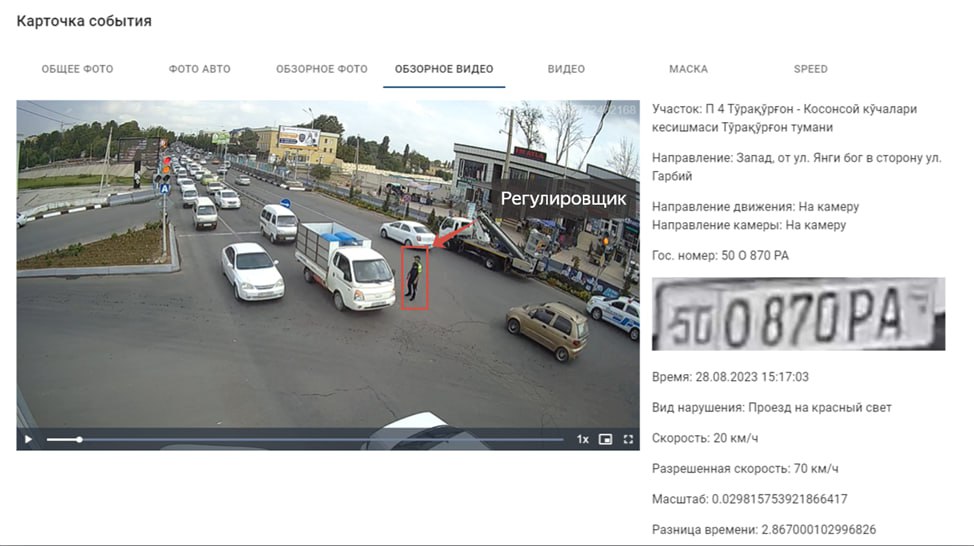 Карточка события
ОБЩЕЕ ФОТО
ФОТО АВТО
ОБЗОРНОЕ ФОТО
ОБЗОРНОЕ ВИДЕО
ВИДЕО
МАСКА
SPEED
Регулировщик
A
1x
Участок: П 4 Тўрақўрғон - Косонсой кўчалари
кесишмаси Тўрақўрғон тумани
Направление: Запад, от ул. Янги бог в сторону ул.
Гарбий
Направление движения: На камеру
Направление камеры: На камеру
Гос. номер: 50 O 870 PA
50 O 870 PA
Время: 28.08.2023 15:17:03
Вид нарушения: Проезд на красный свет
Скорость: 20 км/ч
Разрешенная скорость: 70 км/ч
Масштаб: 0.029815753921866417
Разница времени: 2.867000102996826